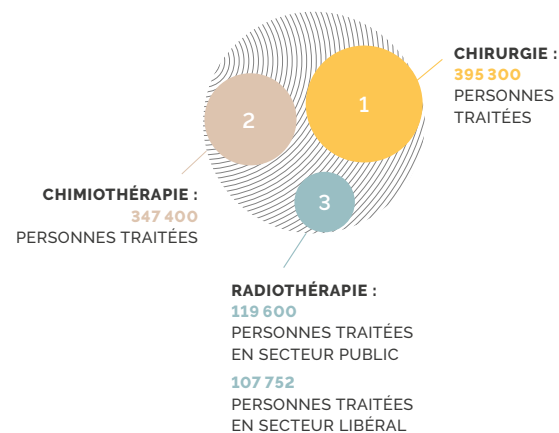 1
2
3
CHIRURGIE :
395 300
PERSONNES
TRAITÉES
CHIMIOTHÉRAPIE :
347 400
PERSONNES TRAITÉES
RADIOTHÉRAPIE :
119 600
PERSONNES TRAITÉES
EN SECTEUR PUBLIC
107 752
PERSONNES TRAITÉES
EN SECTEUR LIBÉRAL